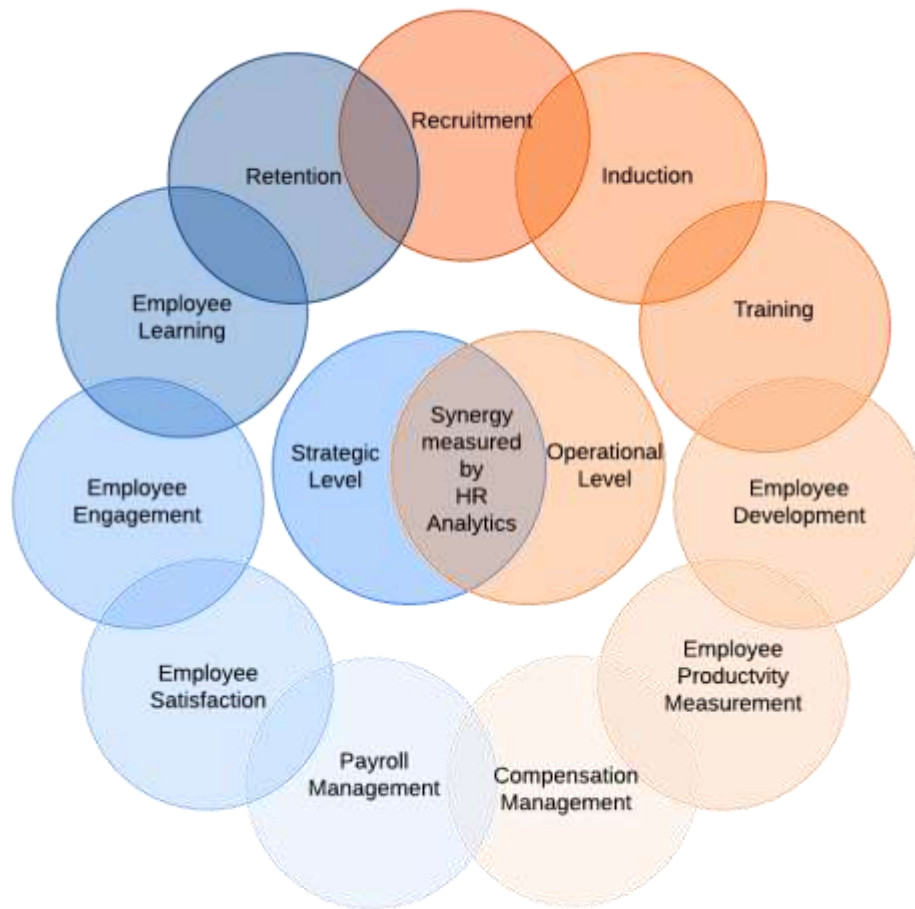 Recruitment
Retention
Induction
Employee
Learning
Training
Strategic
Level
Synergy
measured
by
HR
Analytics
Operational
Level
Employee
Engagement
Employee
Development
Employee
Satisfaction
Employee
Productvity
Measurement
Payroll
Management
Compensation
Management